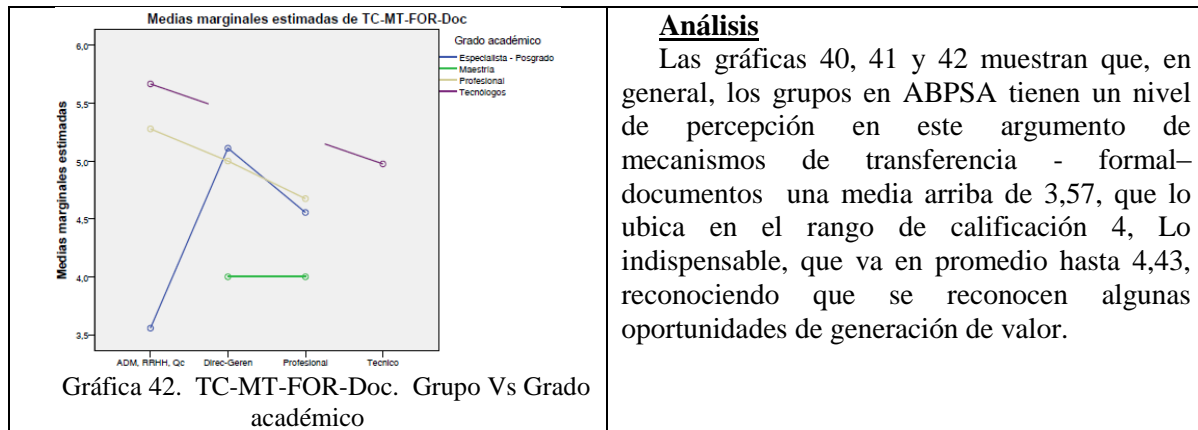 Medias marginales estimadas de TC-MT-FOR-Doc
Grado académico
Especialista - Posgrado
Maestría
Profesional
Tecnólogos
Medias marginales estimadas
6,0
5,5
5,0
4,5
4,0
3,5
ADM, RRHH, Qc
Direc-Geren
Profesional
Tecnico
Gráfica 42. TC-MT-FOR-Doc. Grupo Vs Grado
académico
Análisis
Las gráficas 40, 41 y 42 muestran que, en
general, los grupos en ABPSA tienen un nivel
de percepción en este argumento de
mecanismos de transferencia - formal–
documentos una media arriba de 3,57, que lo
ubica en el rango de calificación 4, Lo
indispensable, que va en promedio hasta 4,43,
reconociendo que se reconocen algunas
oportunidades de generación de valor.